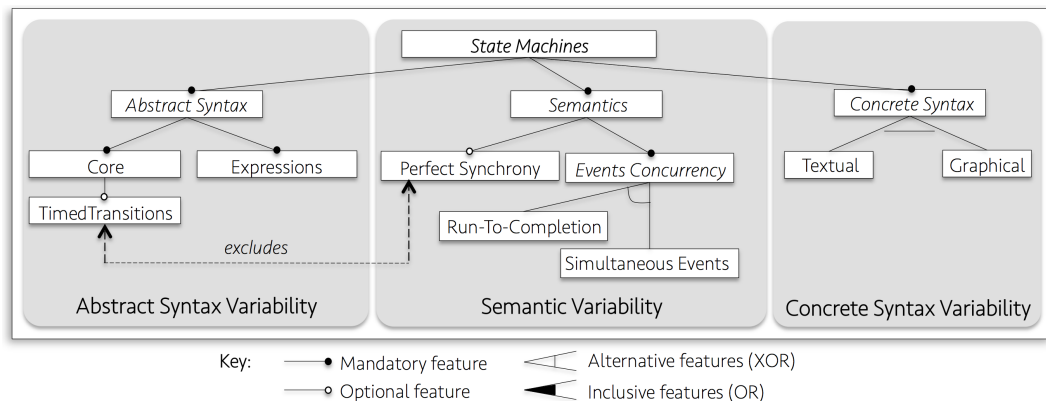 State Machines
Abstract Syntax
Semantics
Concrete Syntax
Core
Expressions
Perfect Synchrony
Events Concurrency
Textual
Graphical
TimedTransitions
Run-To-Completion
excludes
Simultaneous Events
Abstract Syntax Variability
Semantic Variability
Concrete Syntax Variability
Key:
Mandatory feature
Alternative features (XOR)
Optional feature
Inclusive features (OR)